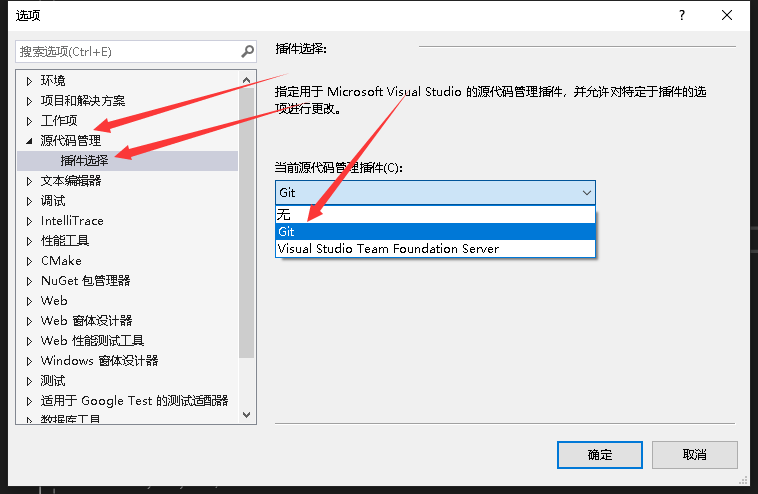 选项
?
搜索选项(Ctrl+E)
环境
项目和解决方案
工作项
源代码管理
插件选择
文本编辑器
调试
IntelliTrace
性能工具
CMake
NuGet 包管理器
Web
Web 窗体设计器
Web 性能测试工具
Windows 窗体设计器
测试
适用于 Google Test 的测试适配器
数据库工具
插件选择:
指定用于 Microsoft Visual Studio 的源代码管理插件，并允许对特定于插件的选
项进行更改。
当前源代码管理插件(C):
Git
无
Git
Visual Studio Team Foundation Server
确定
取消